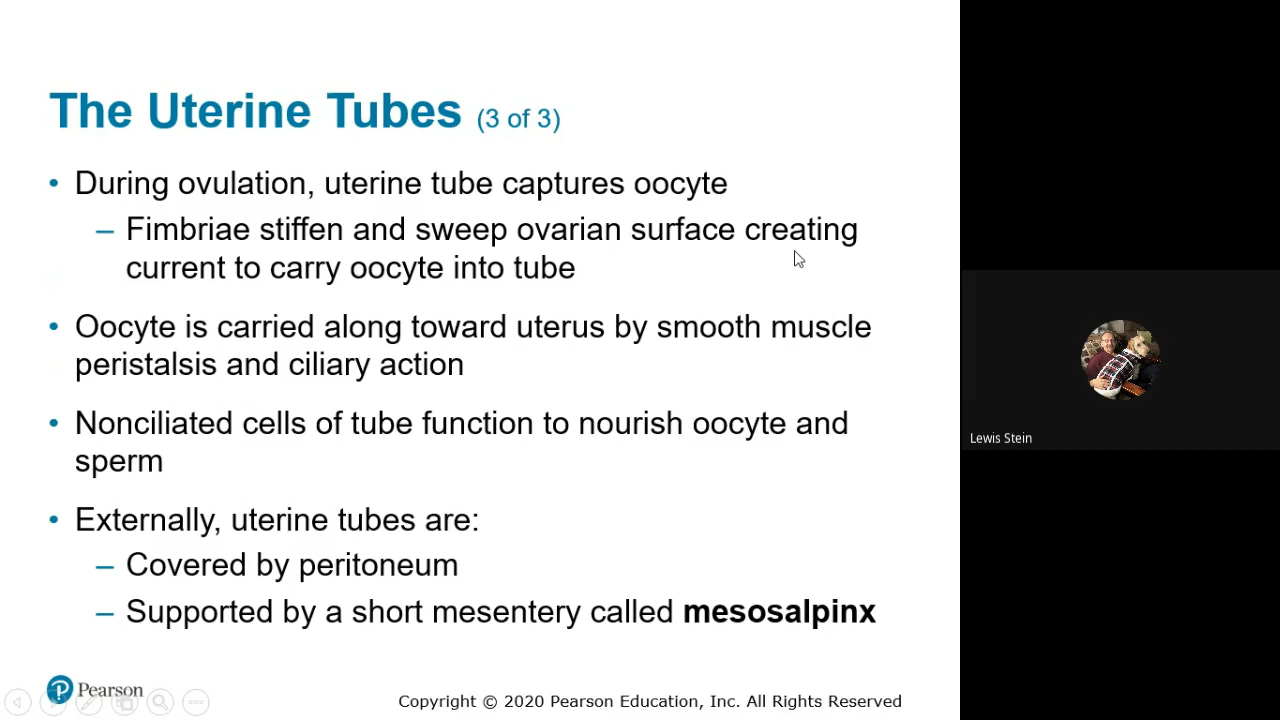 The Uterine Tubes (3 of 3)
• During ovulation, uterine tube captures oocyte
– Fimbriae stiffen and sweep ovarian surface creating
current to carry oocyte into tube
• Oocyte is carried along toward uterus by smooth muscle
peristalsis and ciliary action
• Nonciliated cells of tube function to nourish oocyte and
sperm
• Externally, uterine tubes are:
– Covered by peritoneum
– Supported by a short mesentery called mesosalpinx
Pearson
Copyright © 2020 Pearson Education, Inc. All Rights Reserved
Lewis Stein